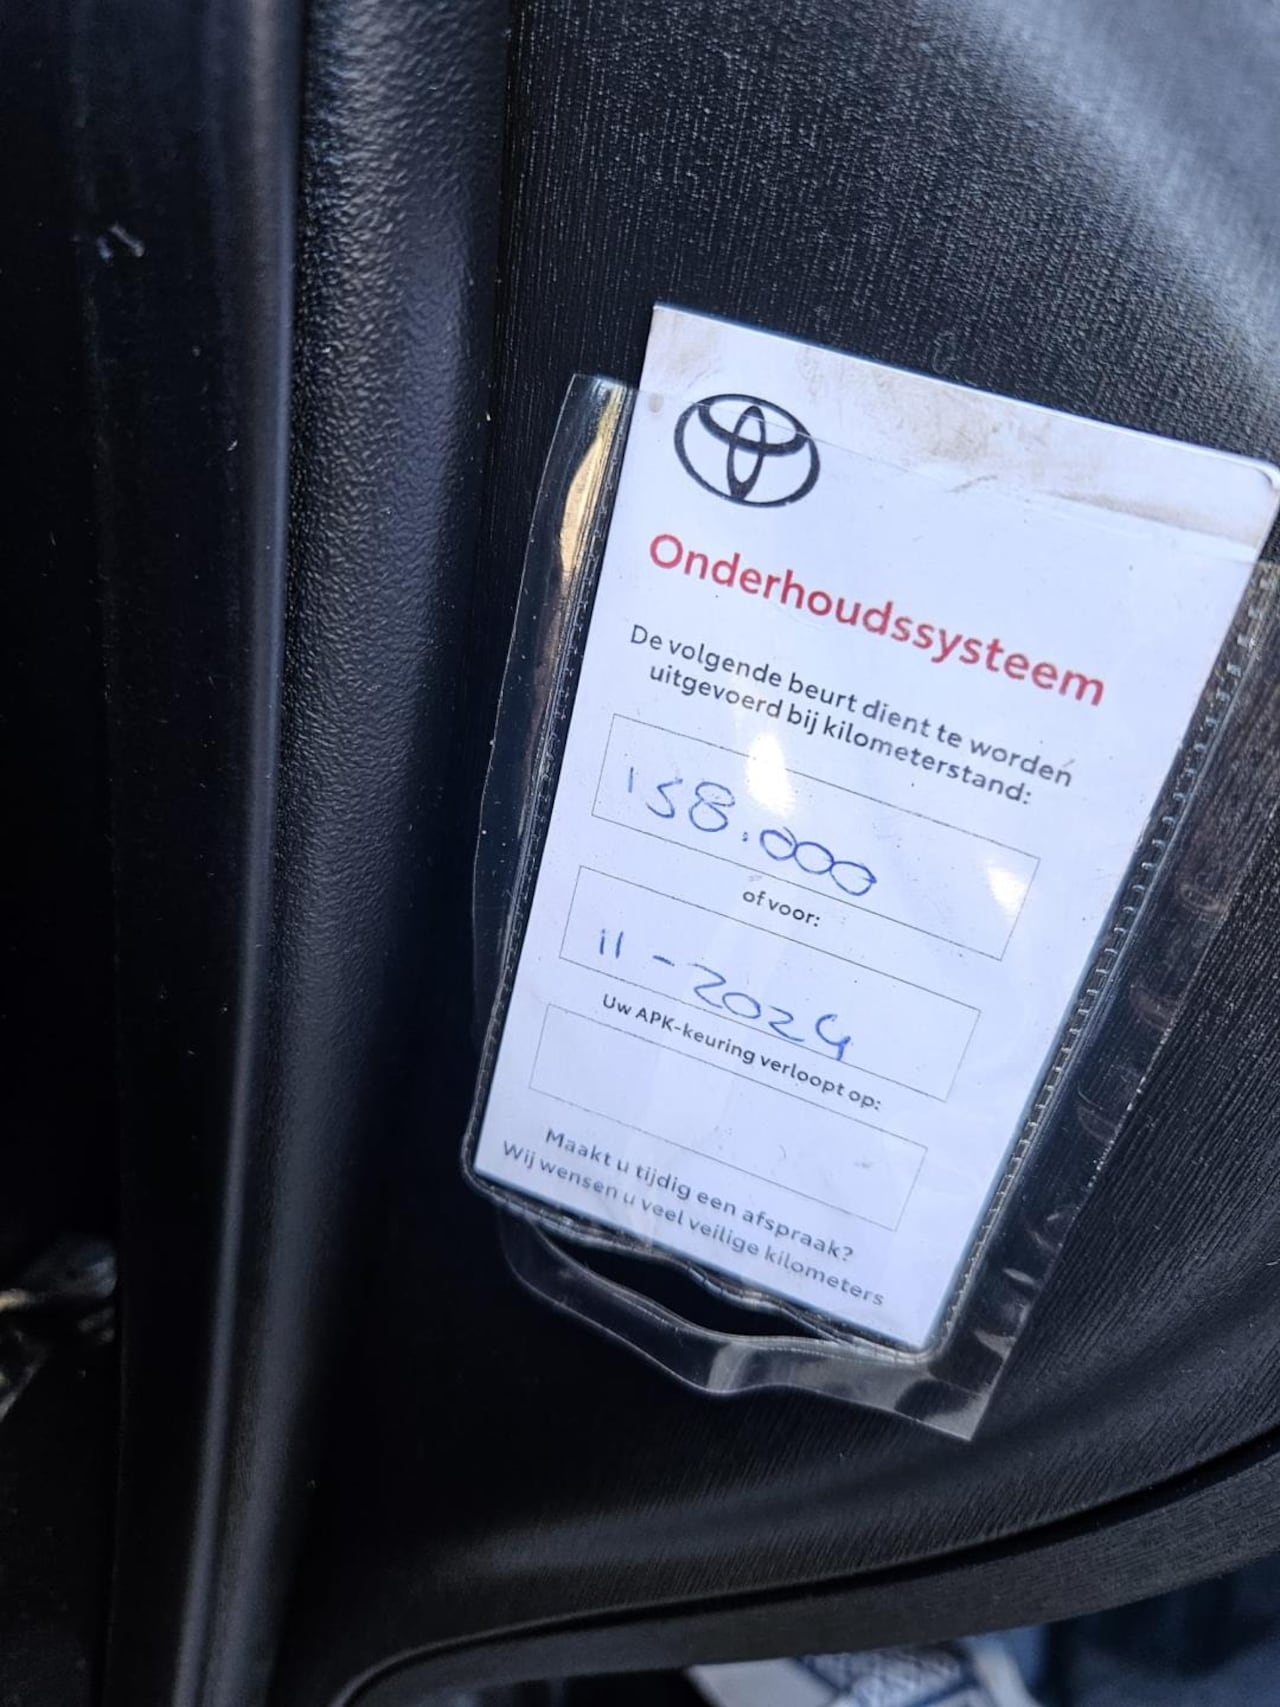 Onderhoudssysteem
De volgende beurt dient te worden
uitgevoerd bij kilometerstand:
158.000
of voor:
11-2024
Uw APK-keuring verloopt op:
Maakt u tijdig een afspraak?
Wij wensen u veel veilige kilometers